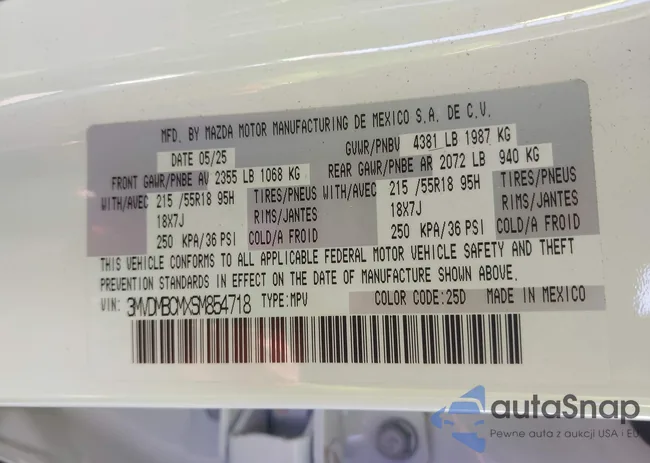 MFD. BY MAZDA MOTOR MANUFACTURING DE MEXICO S.A. DE C.V.
DATE 05/25 GVWR/PNBV 4381 LB 1987 KG
FRONT GAWR/PNBE AV 2355 LB 1068 KG REAR GAWR/PNBE AR 2072 LB 940 KG
WITH/AVEC 215 /55R18 95H TIRES/PNEUS WITH/AVEC 215 /55R18 95H TIRES/PNEUS
18X7J RIMS/JANTES 18X7J RIMS/JANTES
250 KPA/36 PSI COLD/A FROID 250 KPA/36 PSI COLD/A FROID
THIS VEHICLE CONFORMS TO ALL APPLICABLE FEDERAL MOTOR VEHICLE SAFETY AND THEFT
PREVENTION STANDARDS IN EFFECT ON THE DATE OF MANUFACTURE SHOWN ABOVE.
VIN: 3MVDMBCMXSM854718 TYPE:MPV COLOR CODE:25D MADE IN MEXICO
autoSnap
Pewne auta z aukcji USA i Eu